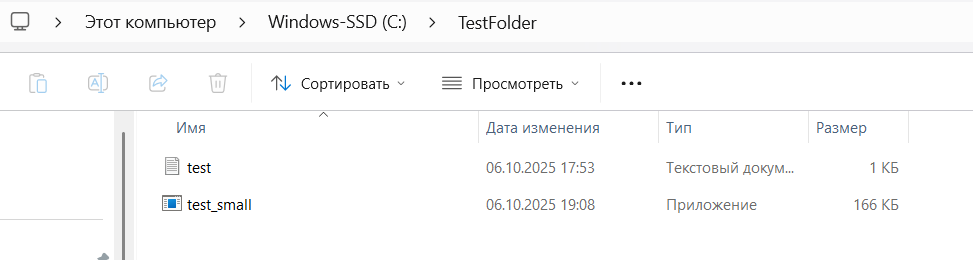 Этот компьютер > Windows-SSD (C:) > TestFolder
Сортировать Просмотреть •••
Имя Дата изменения Тип Размер
test 06.10.2025 17:53 Текстовый докум... 1 КБ
test_small 06.10.2025 19:08 Приложение 166 КБ